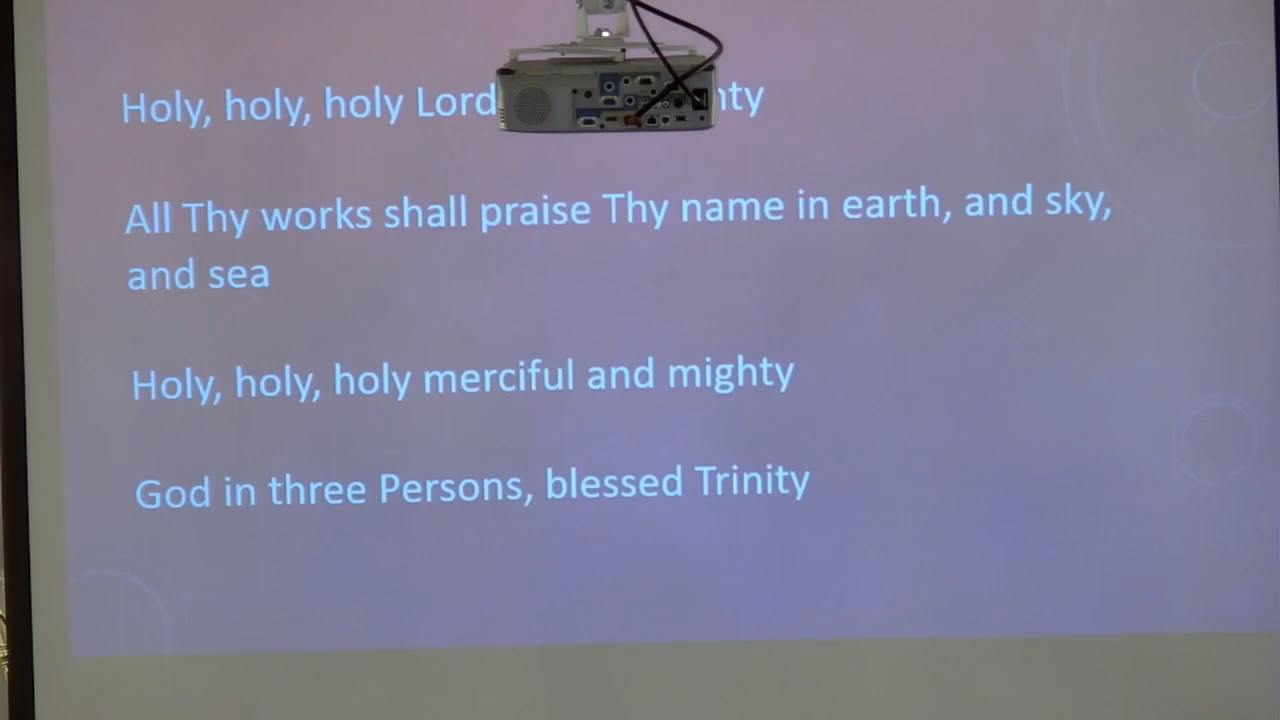 Holy, holy, holy Lord
All Thy works shall praise Thy name in earth, and sky,
and sea
Holy, holy, holy merciful and mighty
God in three Persons, blessed Trinity